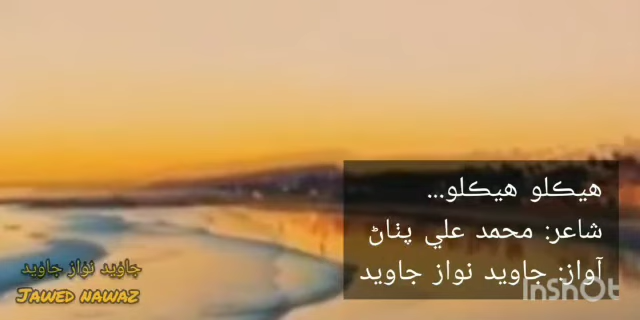 هيڪلو هيڪلو...
شاعر: محمد علي پٺاڻ
آواز: جاويد نواز جاويد
InshOt
جاويد نواز جاويد
JAWED NAWAZ